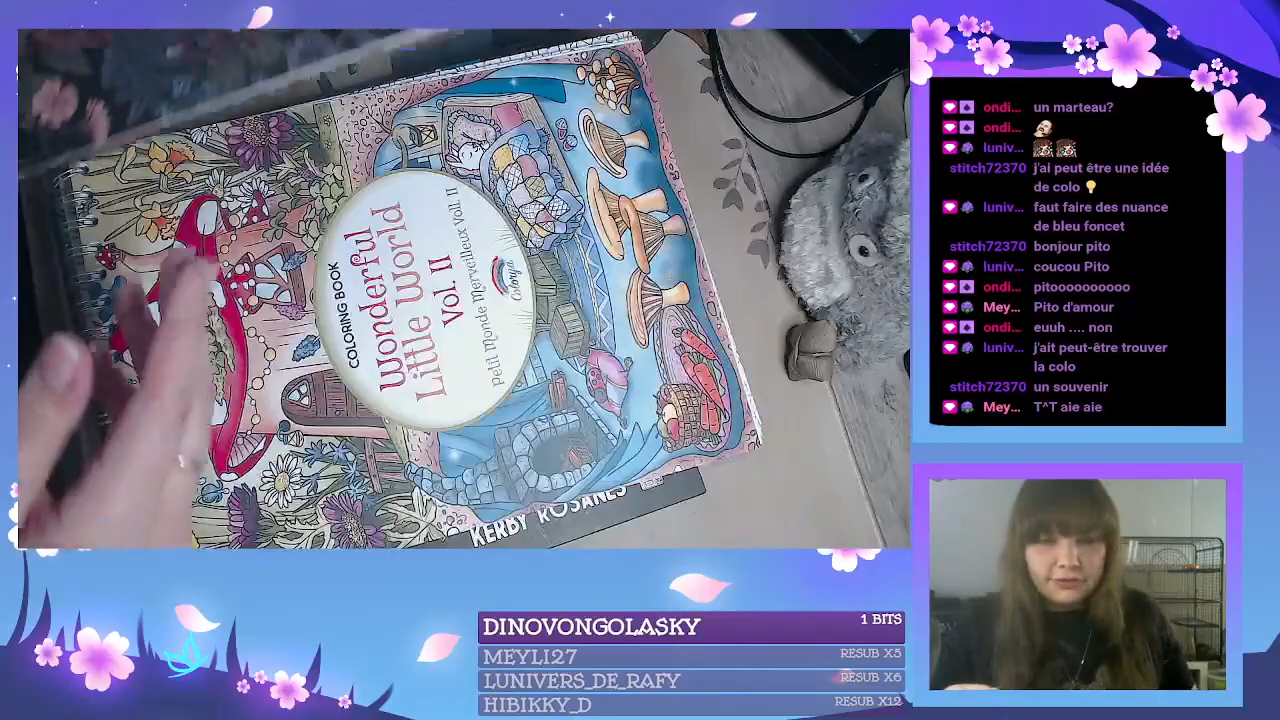 COLORING BOOK
Wonderful
Little World
Vol. II
Petit Monde Merveilleux Vol. II
Coloya
KERBY ROSANES
ondi... un marteau?
ondi...
luniv...
stitch72370 j'ai peut être une idée
de colo
luniv... faut faire des nuance
de bleu foncet
stitch72370 bonjour pito
luniv... coucou Pito
ondi... pitoooooooooo
Mey... Pito d'amour
ondi... euuh .... non
luniv... j'ait peut-être trouver
la colo
stitch72370 un souvenir
Mey... T^T aie aie
DINOVONGOLASKY 1 BITS
MEYLI27 RESUB X5
LUNIVERS_DE_RAFY RESUB X6
HIBIKKY_D RESUB X12